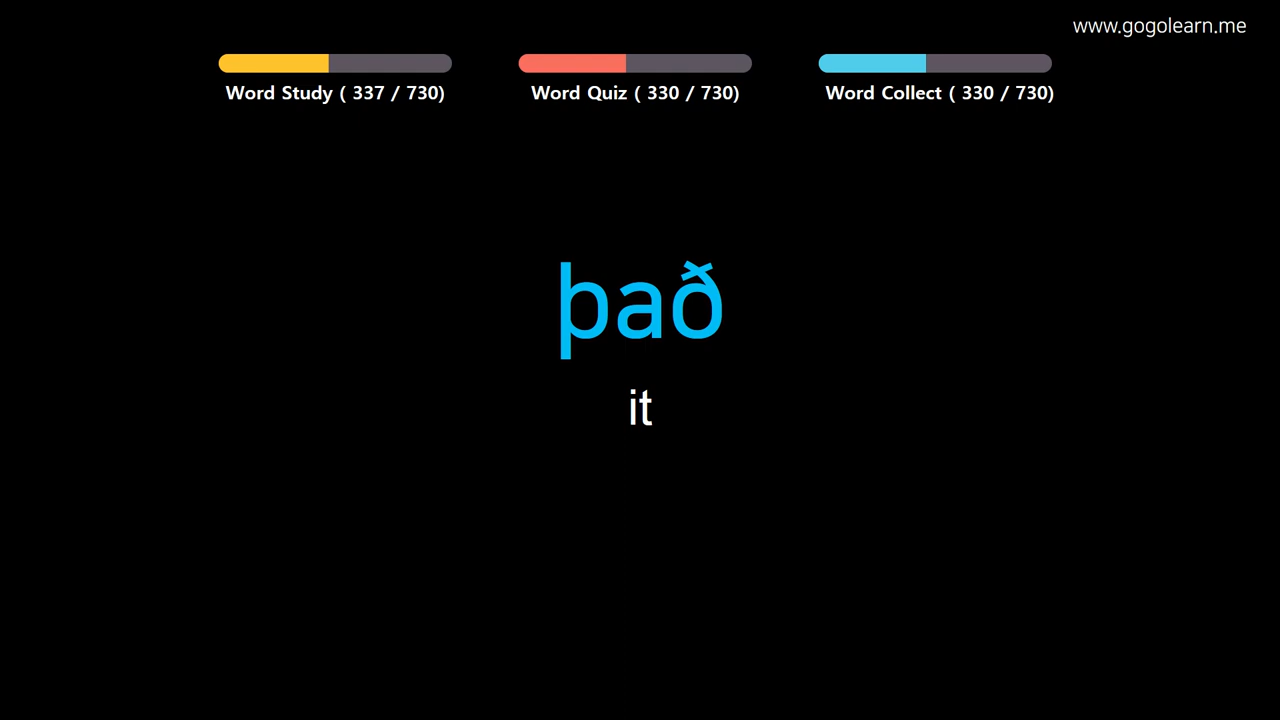 www.gogolearn.me
Word Study ( 337 / 730)
Word Quiz ( 330 / 730)
Word Collect ( 330 / 730)
það
it